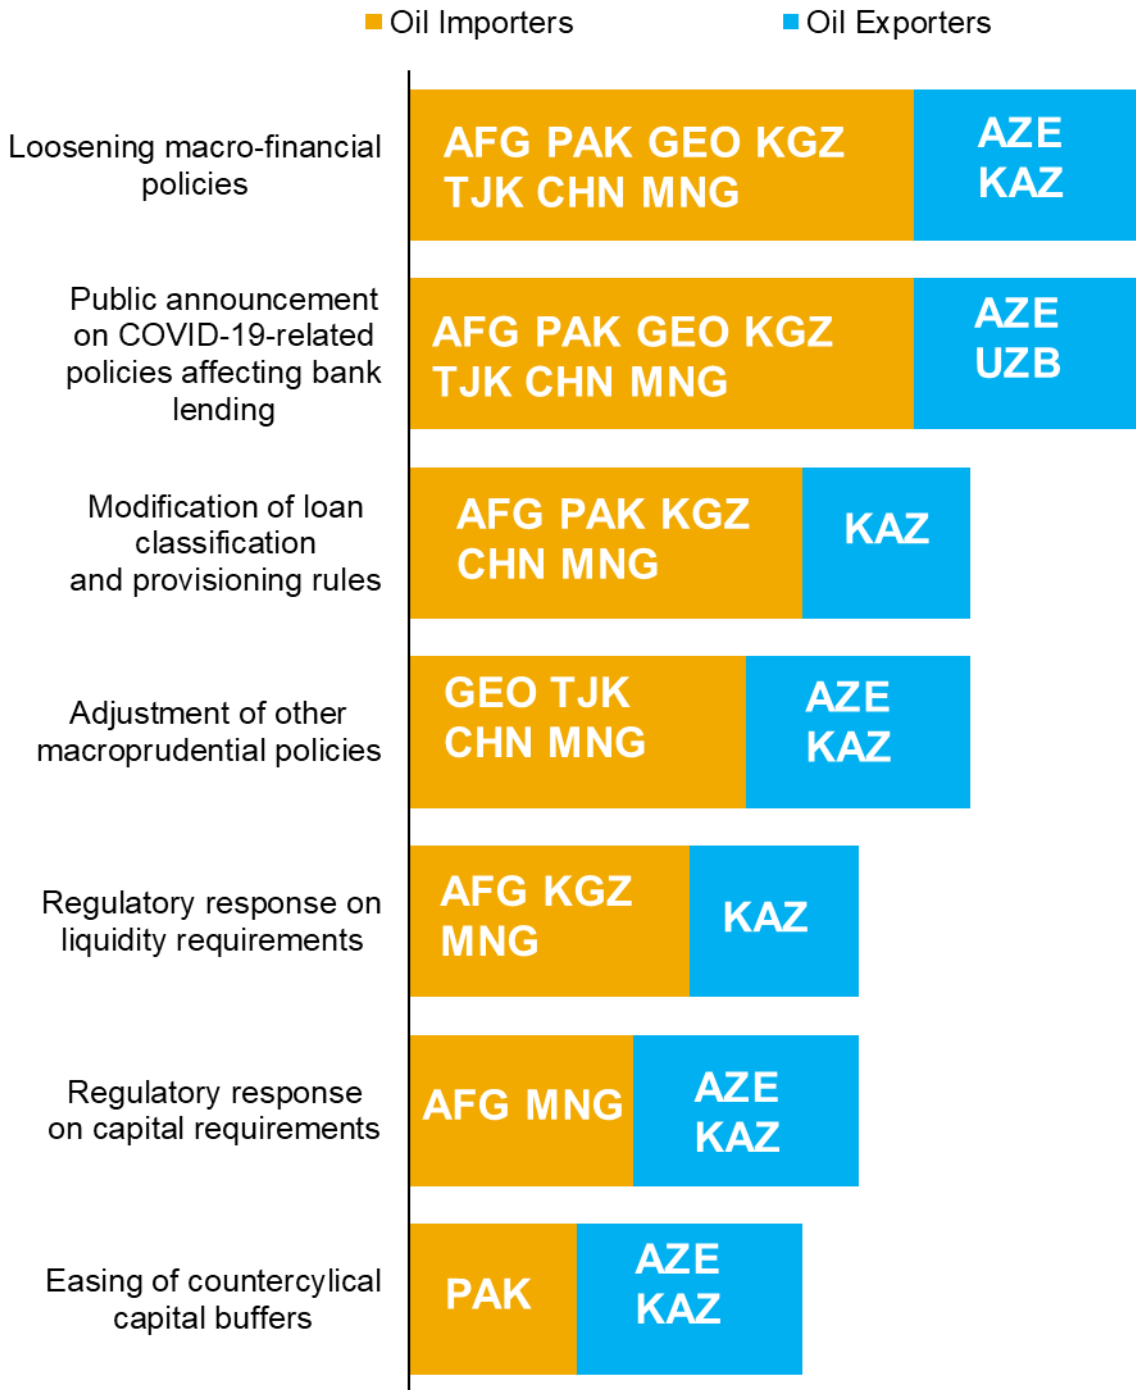 Oil Importers
Oil Exporters
Loosening macro-financial
policies
AFG PAK GEO KGZ
TJK CHN MNG
AZE
KAZ
Public announcement
on COVID-19-related
policies affecting bank
lending
AFG PAK GEO KGZ
TJK CHN MNG
AZE
UZB
Modification of loan
classification
and provisioning rules
AFG PAK KGZ
CHN MNG
KAZ
Adjustment of other
macroprudential policies
GEO TJK
CHN MNG
AZE
KAZ
Regulatory response on
liquidity requirements
AFG KGZ
MNG
KAZ
Regulatory response
on capital requirements
AFG MNG
AZE
KAZ
Easing of countercylical
capital buffers
PAK
AZE
KAZ